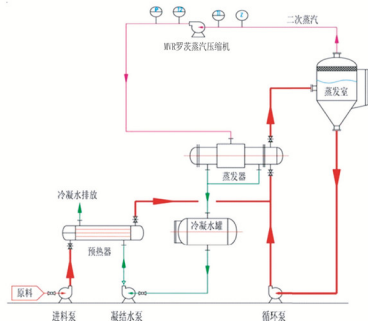 二次蒸汽
MVR罗茨蒸汽压缩机
蒸发室
蒸发器
冷凝水排放
冷凝水罐
预热器
原料
进料泵
凝结水泵
循环泵